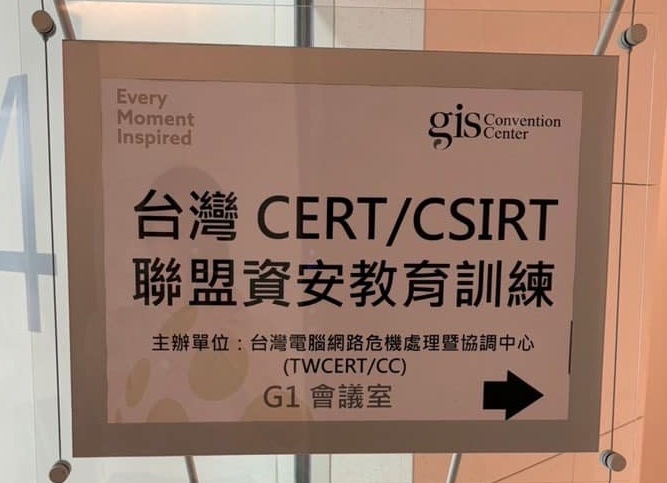 Every
Moment
Inspired
gis Convention
Center
台灣 CERT/CSIRT
聯盟資安教育訓練
主辦單位：台灣電腦網路危機處理暨協調中心
(TWCERT/CC)
G1 會議室
4